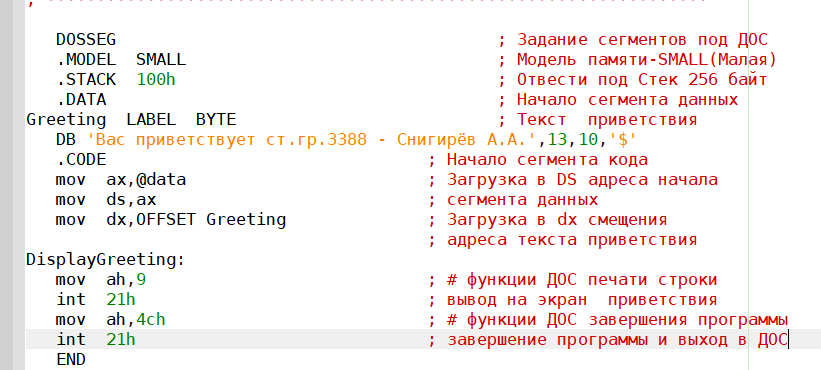 DOSSEG ; Задание сегментов под ДОС
.MODEL SMALL ; Модель памяти-SMALL(Малая)
.STACK 100h ; Отвести под Стек 256 байт
.DATA ; Начало сегмента данных
Greeting LABEL BYTE ; Текст приветствия
DB 'Вас приветствует ст.гр.3388 - Снигирёв А.А.',13,10,'$'
.CODE ; Начало сегмента кода
mov ax,@data ; Загрузка в DS адреса начала
mov ds,ax ; сегмента данных
mov dx,OFFSET Greeting ; Загрузка в dx смещения
; адреса текста приветствия
DisplayGreeting:
mov ah,9 ; # функции ДОС печати строки
int 21h ; вывод на экран приветствия
mov ah,4ch ; # функции ДОС завершения программы
int 21h ; завершение программы и выход в ДОС
END